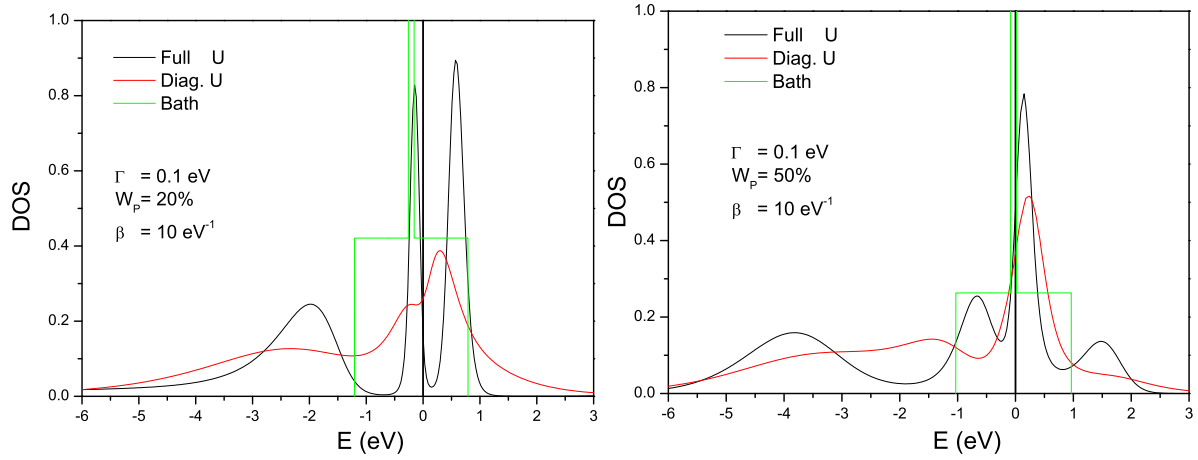 1.0
0.8
0.6
0.4
0.2
0.0
DOS
Full U
Diag. U
Bath
Γ = 0.1 eV
W_P= 20%
β = 10 eV⁻¹
-6 -5 -4 -3 -2 -1 0 1 2 3
E (eV)
1.0
0.8
0.6
0.4
0.2
0.0
DOS
Full U
Diag. U
Bath
Γ = 0.1 eV
W_P= 50%
β = 10 eV⁻¹
-6 -5 -4 -3 -2 -1 0 1 2 3
E (eV)